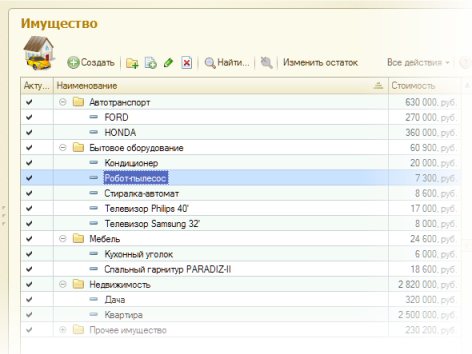 Имущество
Создать Найти... Изменить остаток Все действия
Акту... Наименование Стоимость
Автотранспорт 630 000, руб.
FORD 270 000, руб.
HONDA 360 000, руб.
Бытовое оборудование 60 900, руб.
Кондиционер 20 000, руб.
Робот-пылесос 7 300, руб.
Стиралка-автомат 8 600, руб.
Телевизор Philips 40' 17 000, руб.
Телевизор Samsung 32' 8 000, руб.
Мебель 24 600, руб.
Кухонный уголок 6 000, руб.
Спальный гарнитур PARADIZ-II 18 600, руб.
Недвижимость 2 820 000, руб.
Дача 320 000, руб.
Квартира 2 500 000, руб.
Прочее имущество 230 200, руб.